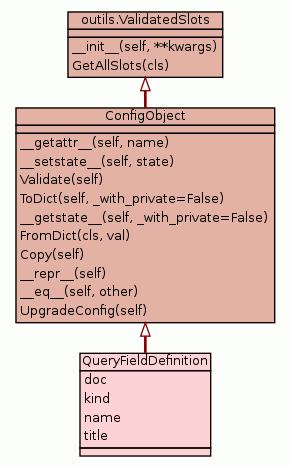 outils.ValidatedSlots
__init__(self, **kwargs)
GetAllSlots(cls)
ConfigObject
__getattr__(self, name)
__setstate__(self, state)
Validate(self)
ToDict(self, _with_private=False)
__getstate__(self, _with_private=False)
FromDict(cls, val)
Copy(self)
__repr__(self)
__eq__(self, other)
UpgradeConfig(self)
QueryFieldDefinition
doc
kind
name
title